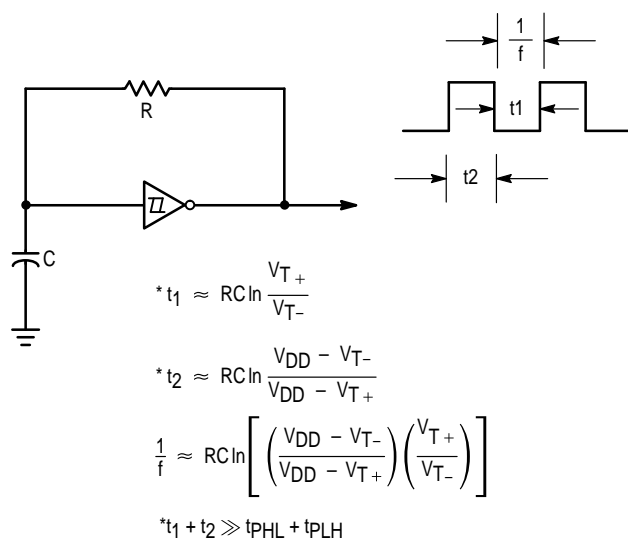 1
f
R
t1
t2
C
* t1 ≈ RC ln VT+ / VT–
* t2 ≈ RC ln VDD – VT– / VDD – VT+
1/f ≈ RC ln [ ( VDD – VT– / VDD – VT+ ) ( VT+ / VT– ) ]
*t1 + t2 ≫ tPHL + tPLH